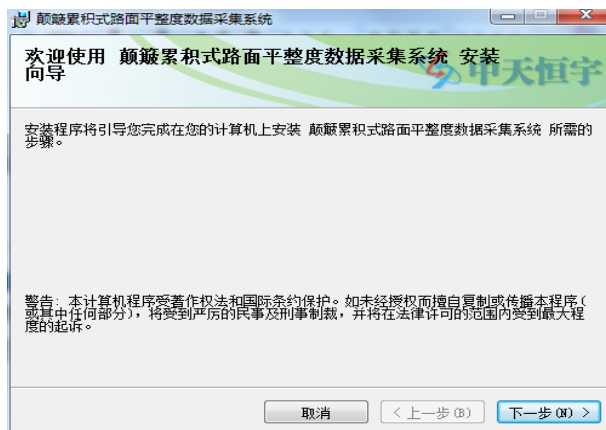 颠簸累积式路面平整度数据采集系统
欢迎使用 颠簸累积式路面平整度数据采集系统 安装
向导
中天恒宇
安装程序将引导您完成在您的计算机上安装 颠簸累积式路面平整度数据采集系统 所需的
步骤。
警告: 本计算机程序受著作权法和国际条约保护。如未经授权而擅自复制或传播本程序(
或其中任何部分),将受到严厉的民事及刑事制裁,并将在法律许可的范围内受到最大程
度的起诉。
取消
< 上一步(B)
下一步(N) >